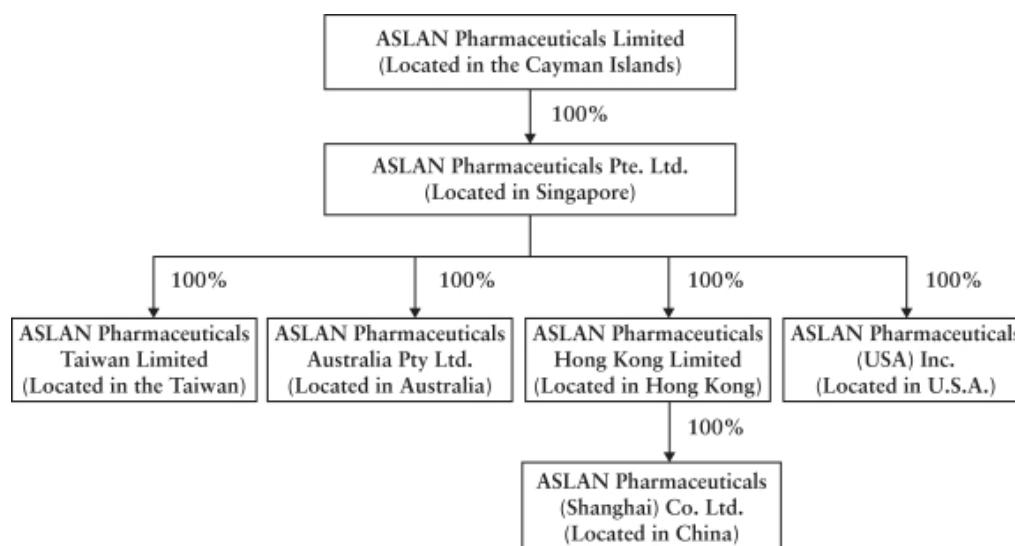 ASLAN Pharmaceuticals Limited
(Located in the Cayman Islands)
100%
ASLAN Pharmaceuticals Pte. Ltd.
(Located in Singapore)
100%
100%
100%
100%
ASLAN Pharmaceuticals
Taiwan Limited
(Located in the Taiwan)
ASLAN Pharmaceuticals
Australia Pty Ltd.
(Located in Australia)
ASLAN Pharmaceuticals
Hong Kong Limited
(Located in Hong Kong)
ASLAN Pharmaceuticals
(USA) Inc.
(Located in U.S.A.)
100%
ASLAN Pharmaceuticals
(Shanghai) Co. Ltd.
(Located in China)